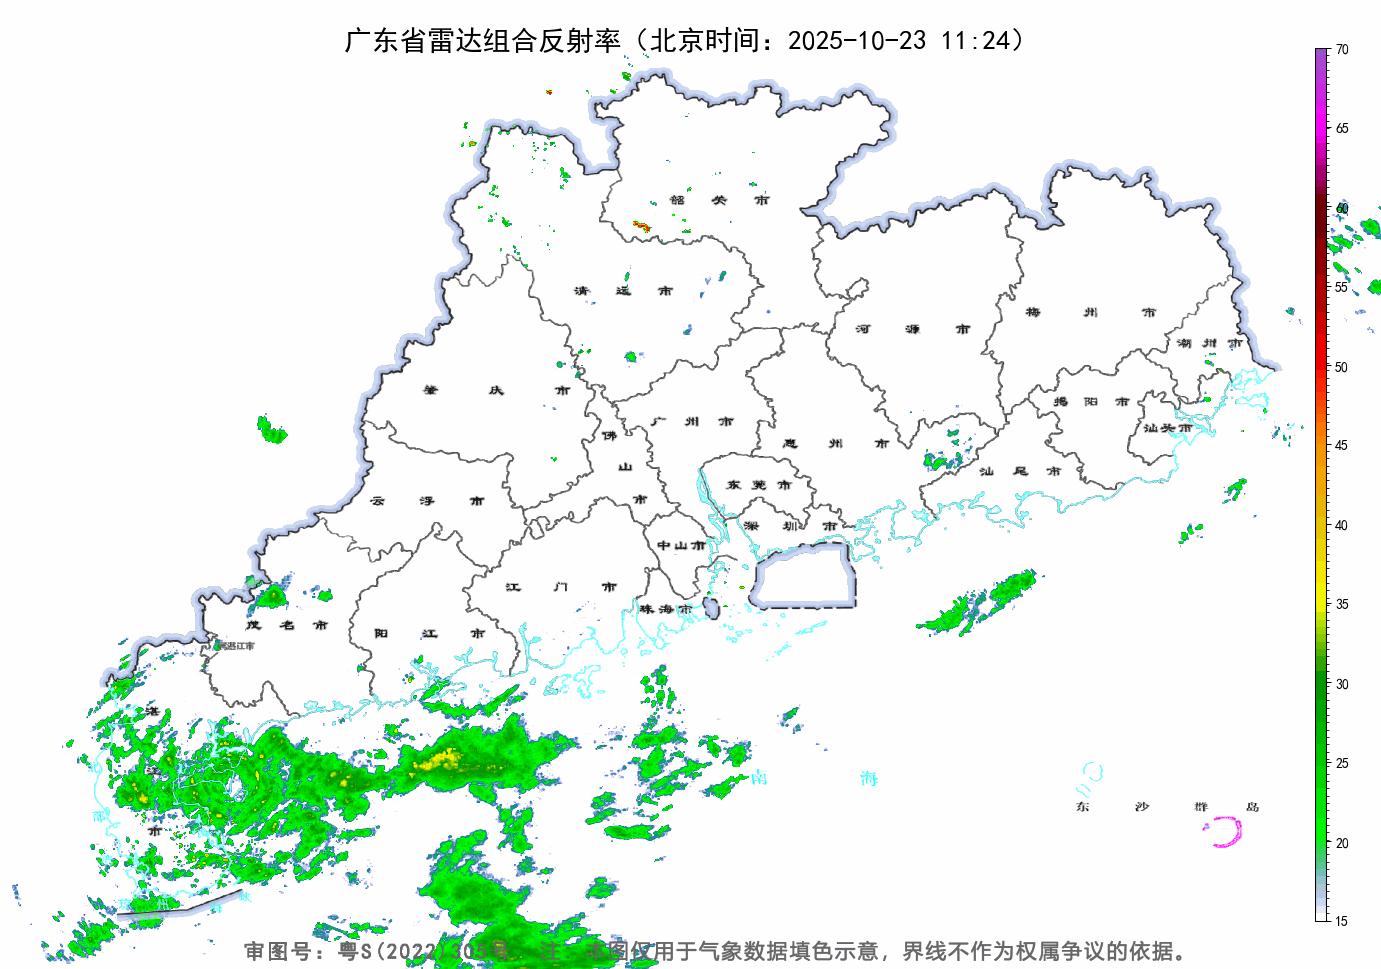 广东省雷达组合反射率（北京时间：2025-10-23 11:24）
70
65
60
55
50
45
40
35
30
25
20
15
韶关市
清远市
河源市
梅州市
潮州市
肇庆市
广州市
佛山市
惠州市
揭阳市
汕头市
汕尾市
云浮市
东莞市
深圳市
中山市
江门市
珠海市
茂名市
阳江市
属湛江市
湛江市
南海
东沙群岛
审图号：粤S(2022)305号 注：本图仅用于气象数据填色示意，界线不作为权属争议的依据。